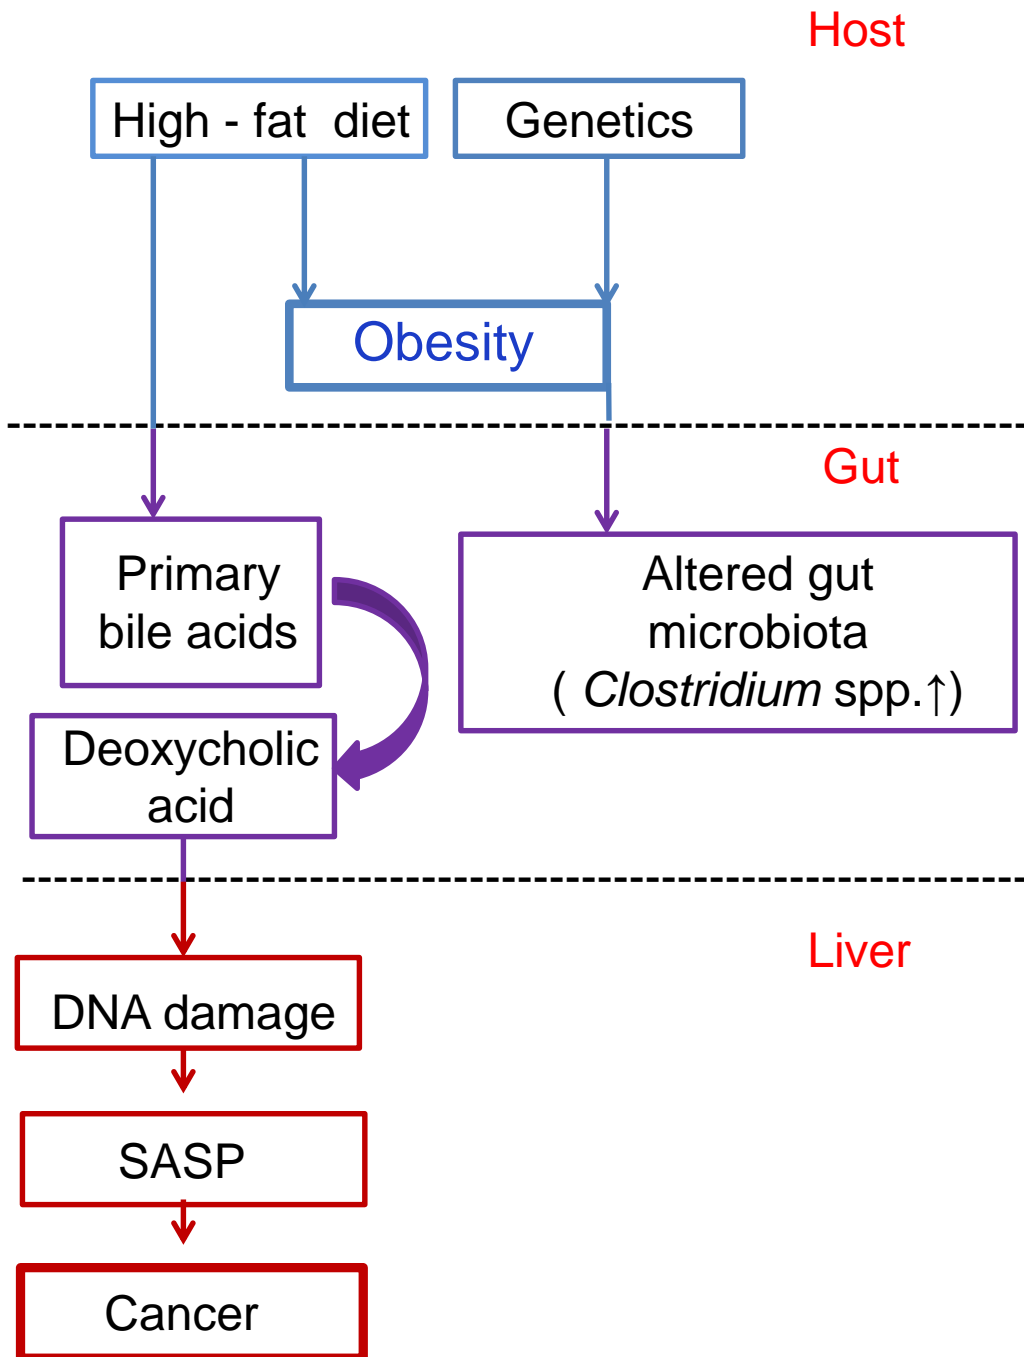 Host
High - fat diet
Genetics
Obesity
Gut
Primary
bile acids
Altered gut
microbiota
( Clostridium spp.↑)
Deoxycholic
acid
Liver
DNA damage
SASP
Cancer